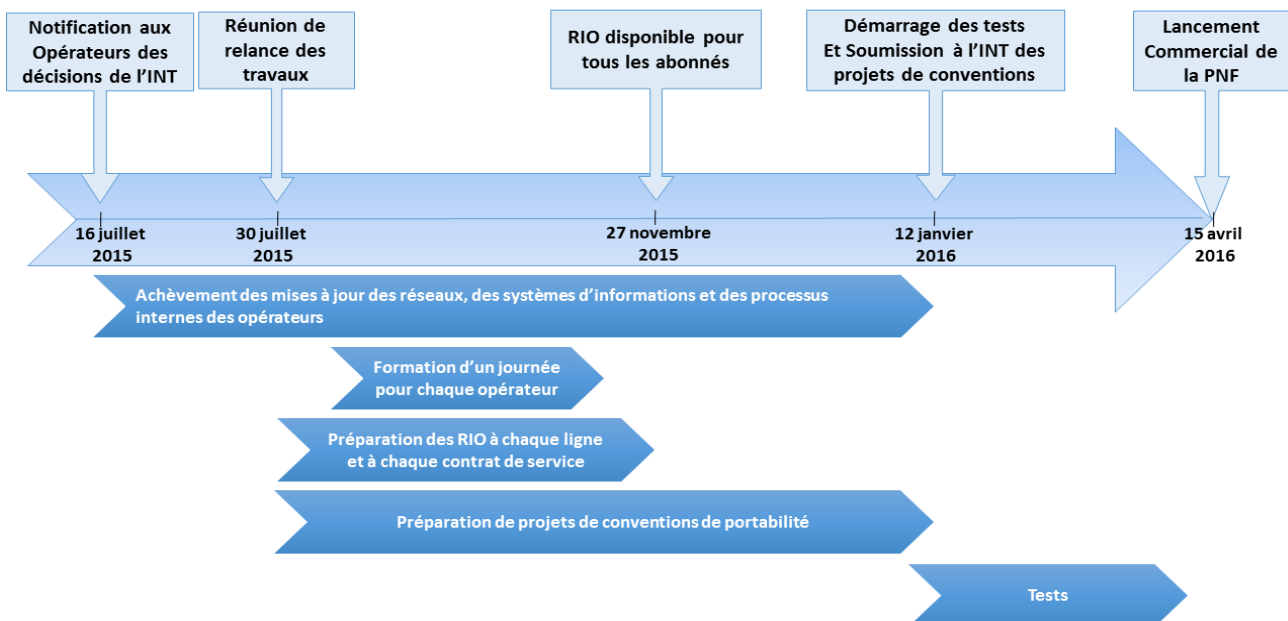 Notification aux
Opérateurs des
décisions de l’INT
Réunion de
relance des
travaux
RIO disponible pour
tous les abonnés
Démarrage des tests
Et Soumission à l’INT des
projets de conventions
Lancement
Commercial de
la PNF
16 juillet
2015
30 juillet
2015
27 novembre
2015
12 janvier
2016
15 avril
2016
Achèvement des mises à jour des réseaux, des systèmes d’informations et des processus
internes des opérateurs
Formation d’un journée
pour chaque opérateur
Préparation des RIO à chaque ligne
et à chaque contrat de service
Préparation de projets de conventions de portabilité
Tests